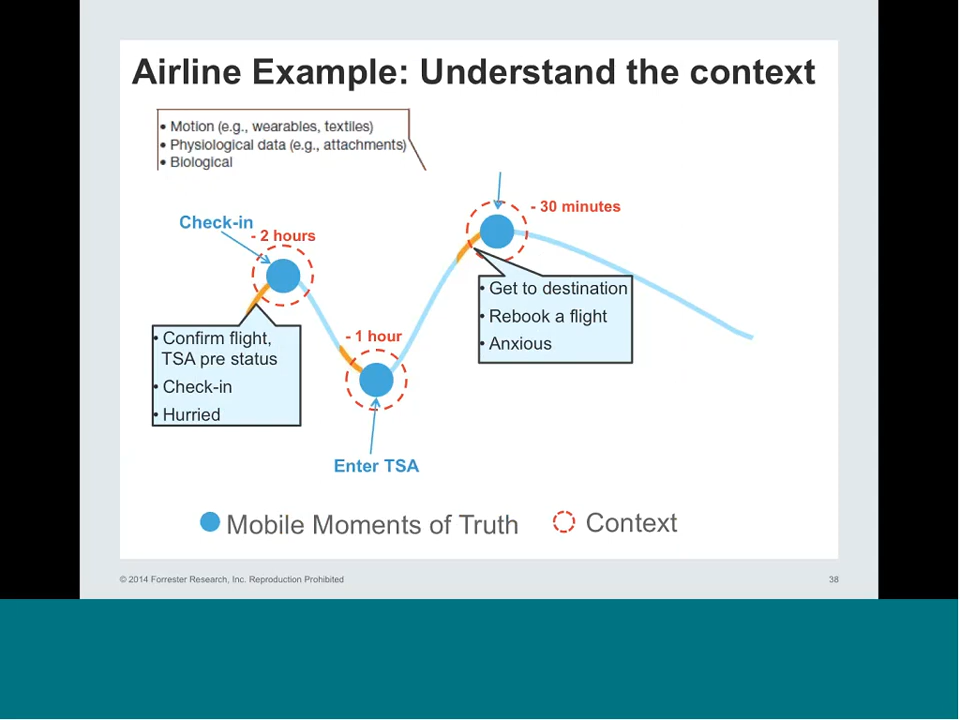 Airline Example: Understand the context
• Motion (e.g., wearables, textiles)
• Physiological data (e.g., attachments)
• Biological
Check-in
- 2 hours
- 30 minutes
• Get to destination
• Rebook a flight
• Anxious
- 1 hour
• Confirm flight,
TSA pre status
• Check-in
• Hurried
Enter TSA
Mobile Moments of Truth
Context
© 2014 Forrester Research, Inc. Reproduction Prohibited
38